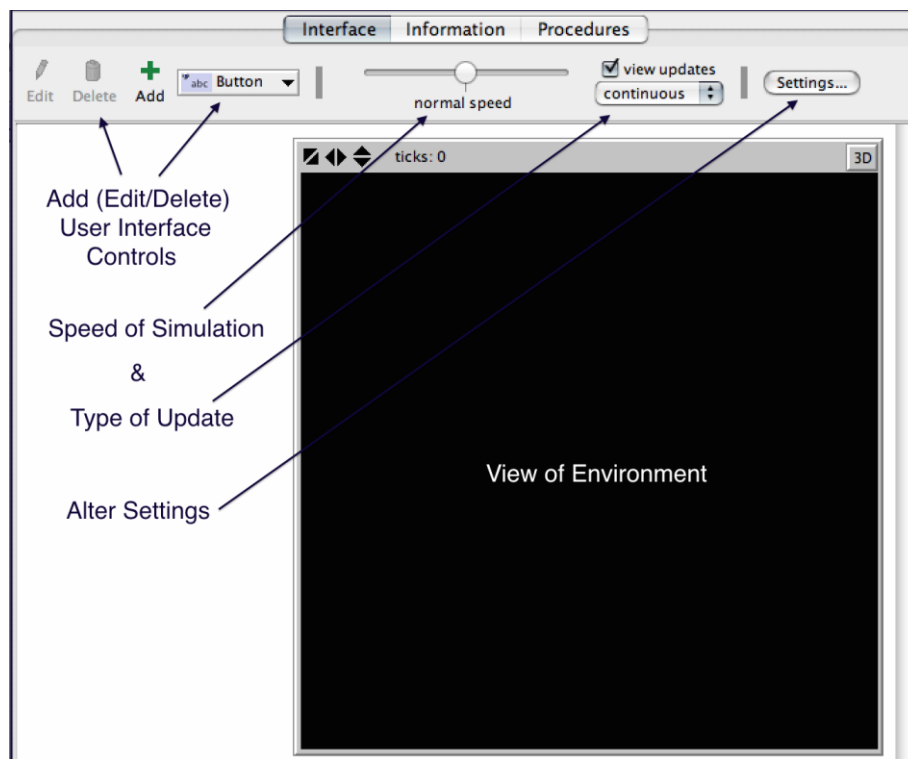 Interface Information Procedures
Edit Delete Add abc Button normal speed view updates continuous Settings...
ticks: 0 3D
Add (Edit/Delete)
User Interface
Controls
Speed of Simulation
&
Type of Update
View of Environment
Alter Settings